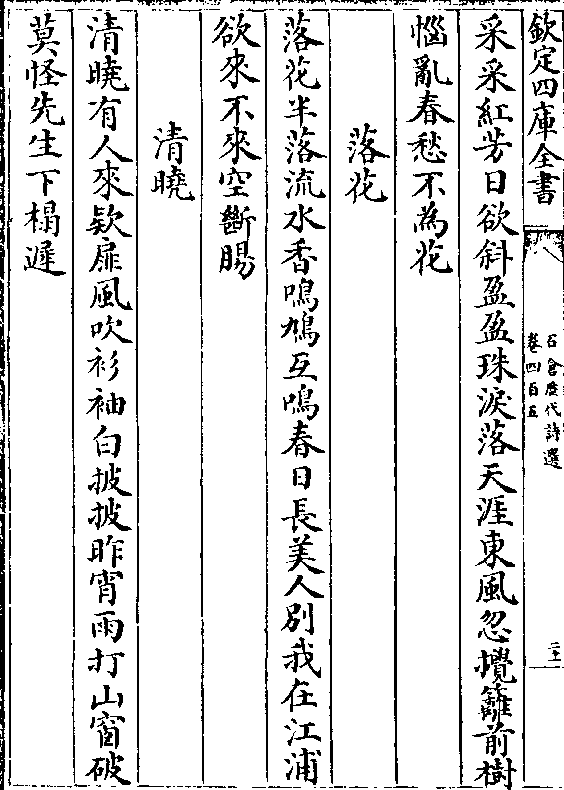 欽定四庫全書
石倉歷代詩選
卷四百五
采采紅芳日欲斜盈盈珠淚落天涯東風忽攪籬前樹
惱亂春愁不為花
落花
落花半落流水香鳴鳩互鳴春日長美人別我在江浦
欲來不來空斷腸
清曉
清曉有人來欵扉風吹衫袖白披披昨宵雨打山窗破
莫怪先生下榻遲